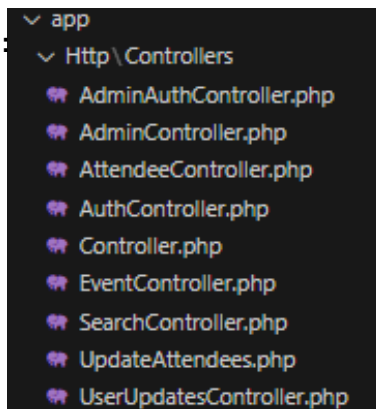 app
:
Http\Controllers
AdminAuthController.php
AdminController.php
AttendeeController.php
AuthController.php
Controller.php
EventController.php
SearchController.php
UpdateAttendees.php
UserUpdatesController.php